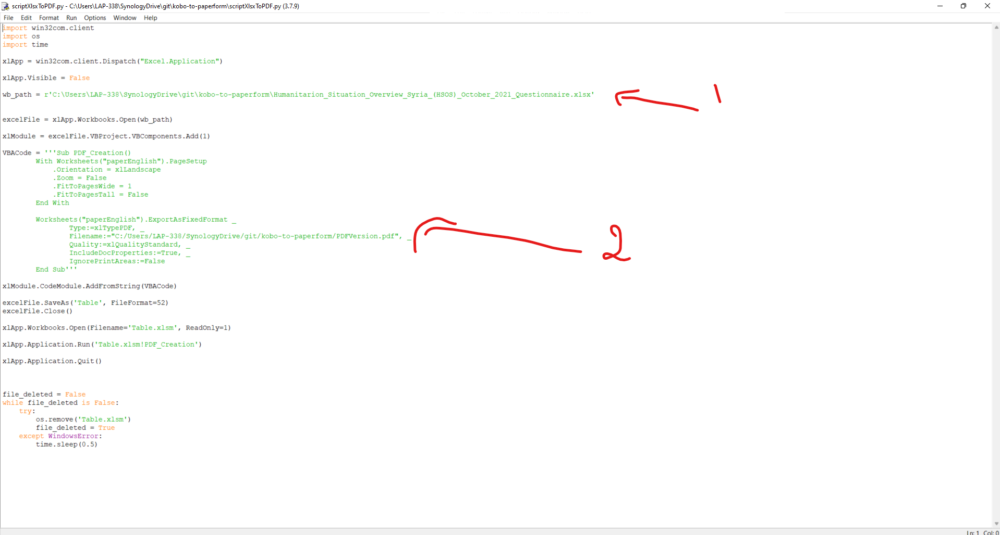 scriptXlsxToPDF.py - C:\Users\LAP-338\SynologyDrive\git\kobo-to-paperform\scriptXlsxToPDF.py (3.7.9)
File Edit Format Run Options Window Help
import win32com.client
import os
import time
xlApp = win32com.client.Dispatch("Excel.Application")
xlApp.Visible = False
wb_path = r'C:\Users\LAP-338\SynologyDrive\git\kobo-to-paperform\Humanitarion_Situation_Overview_Syria_(HSOS)_October_2021_Questionnaire.xlsx'
1
excelFile = xlApp.Workbooks.Open(wb_path)
xlModule = excelFile.VBProject.VBComponents.Add(1)
VBACode = '''Sub PDF_Creation()
With Worksheets("paperEnglish").PageSetup
.Orientation = xlLandscape
.Zoom = False
.FitToPagesWide = 1
.FitToPagesTall = False
End With
Worksheets("paperEnglish").ExportAsFixedFormat _
Type:=xlTypePDF, _
Filename:="C:/Users/LAP-338/SynologyDrive/git/kobo-to-paperform/PDFVersion.pdf", _
2
Quality:=xlQualityStandard, _
IncludeDocProperties:=True, _
IgnorePrintAreas:=False
End Sub'''
xlModule.CodeModule.AddFromString(VBACode)
excelFile.SaveAs('Table', FileFormat=52)
excelFile.Close()
xlApp.Workbooks.Open(Filename='Table.xlsm', ReadOnly=1)
xlApp.Application.Run('Table.xlsm!PDF_Creation')
xlApp.Application.Quit()
file_deleted = False
while file_deleted is False:
try:
os.remove('Table.xlsm')
file_deleted = True
except WindowsError:
time.sleep(0.5)
Ln: 1 Col: 0